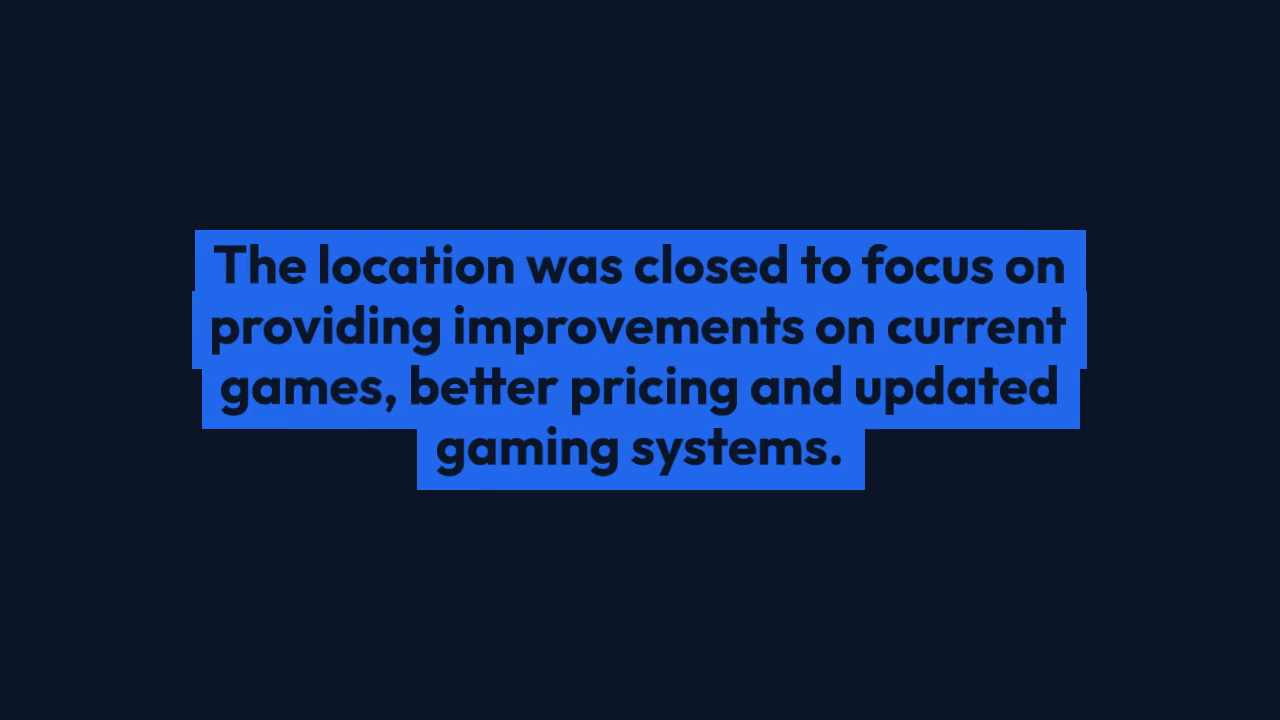 The location was closed to focus on
providing improvements on current
games, better pricing and updated
gaming systems.